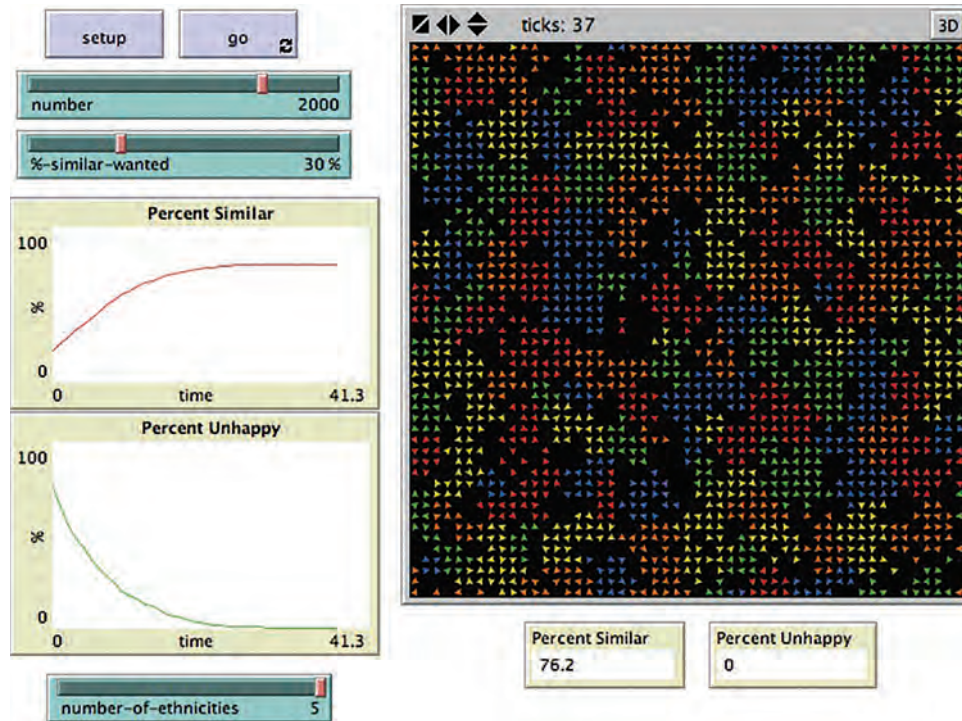 setup go
number 2000
%-similar-wanted 30 %
Percent Similar
100
%
0
0 time 41.3
Percent Unhappy
100
%
0
0 time 41.3
number-of-ethnicities 5
ticks: 37 3D
Percent Similar
76.2
Percent Unhappy
0